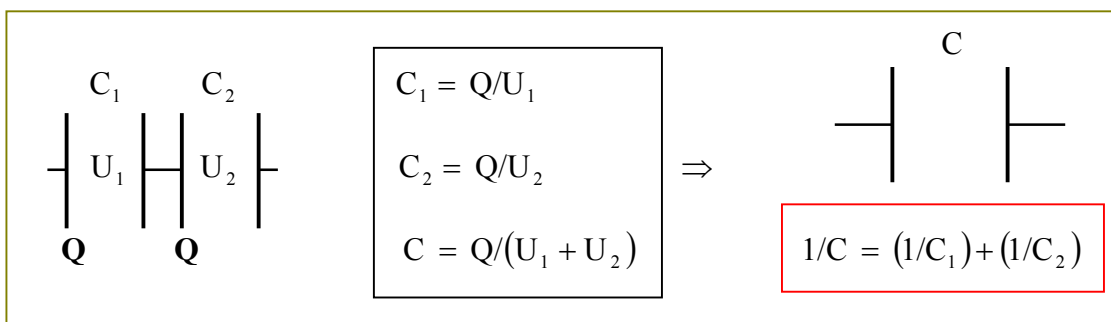 C₁ C₂
U₁ U₂
Q Q
C₁ = Q/U₁
C₂ = Q/U₂
C = Q/(U₁ + U₂)
⇒
C
1/C = (1/C₁)+(1/C₂)